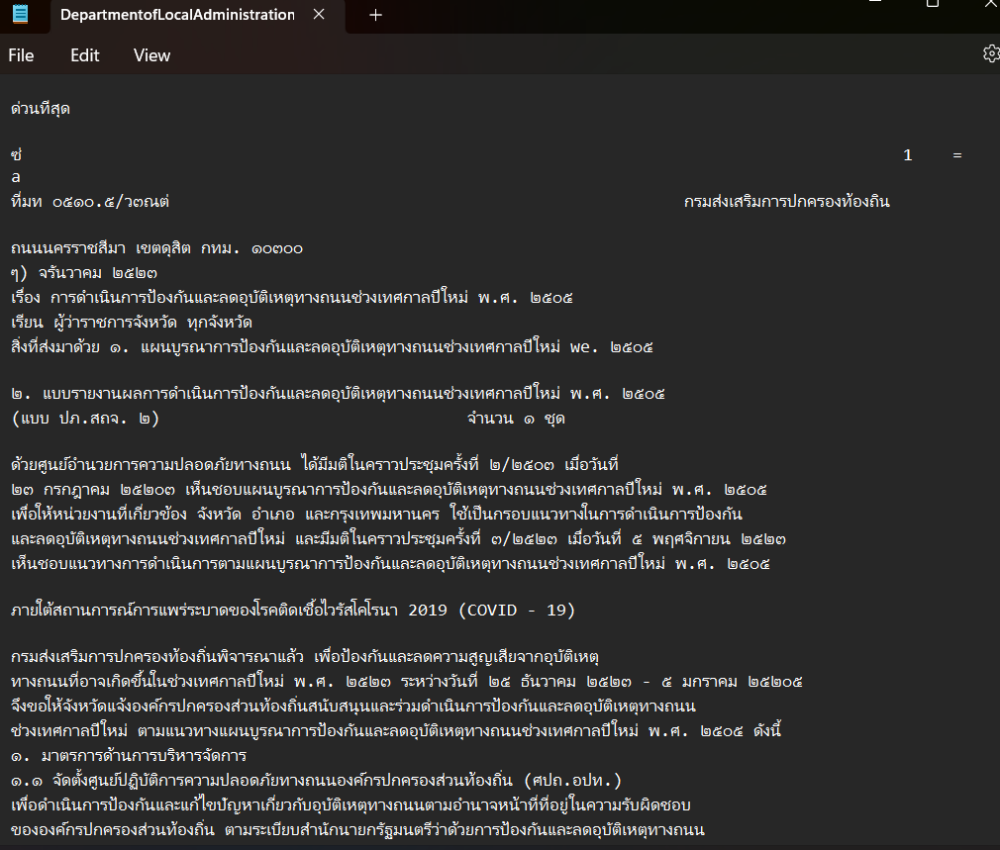 DepartmentofLocalAdministration
File Edit View
ด่วนที่สุด
ซ่ 1 =
a
ที่มท ๐๕๑๐.๕/ว๓ณต่ กรมส่งเสริมการปกครองท้องถิน
ถนนนครราชสีมา เขตดุสิต กทม. ๑๐๓๐๐
ๆ) จรันวาคม ๒๕๒๓
เรื่อง การดำเนินการป้องกันและลดอุบัติเหตุทางถนนช่วงเทศกาลปีใหม่ พ.ศ. ๒๕๐๕
เรียน ผู้ว่าราชการจังหวัด ทุกจังหวัด
สิ่งที่ส่งมาด้วย ๑. แผนบูรณาการป้องกันและลดอุบัติเหตุทางถนนช่วงเทศกาลปีใหม่ we. ๒๕๐๕
๒. แบบรายงานผลการดำเนินการป้องกันและลดอุบัติเหตุทางถนนช่วงเทศกาลปีใหม่ พ.ศ. ๒๕๐๕
(แบบ ปภ.สถจ. ๒) จำนวน ๑ ชุด
ด้วยศูนย์อำนวยการความปลอดภัยทางถนน ได้มีมติในคราวประชุมครั้งที่ ๒/๒๕๐๓ เมื่อวันที่
๒๓ กรกฎาคม ๒๕๒๐๓ เห็นชอบแผนบูรณาการป้องกันและลดอุบัติเหตุทางถนนช่วงเทศกาลปีใหม่ พ.ศ. ๒๕๐๕
เพื่อให้หน่วยงานที่เกี่ยวข้อง จังหวัด อำเภอ และกรุงเทพมหานคร ใช้เป็นกรอบแนวทางในการดำเนินการป้องกัน
และลดอุบัติเหตุทางถนนช่วงเทศกาลปีใหม่ และมีมติในคราวประชุมครั้งที่ ๓/๒๕๒๓ เมื่อวันที่ ๕ พฤศจิกายน ๒๕๒๓
เห็นชอบแนวทางการดำเนินการตามแผนบูรณาการป้องกันและลดอุบัติเหตุทางถนนช่วงเทศกาลปีใหม่ พ.ศ. ๒๕๐๕
ภายใต้สถานการณ์การแพร่ระบาดของโรคติดเชื้อไวรัสโคโรนา 2019 (COVID - 19)
กรมส่งเสริมการปกครองท้องถิ่นพิจารณาแล้ว เพื่อป้องกันและลดความสูญเสียจากอุบัติเหตุ
ทางถนนที่อาจเกิดขึ้นในช่วงเทศกาลปีใหม่ พ.ศ. ๒๕๒๓ ระหว่างวันที่ ๒๕ ธันวาคม ๒๕๒๓ - ๕ มกราคม ๒๕๒๐๕
จึงขอให้จังหวัดแจ้งองค์กรปกครองส่วนท้องถิ่นสนับสนุนและร่วมดำเนินการป้องกันและลดอุบัติเหตุทางถนน
ช่วงเทศกาลปีใหม่ ตามแนวทางแผนบูรณาการป้องกันและลดอุบัติเหตุทางถนนช่วงเทศกาลปีใหม่ พ.ศ. ๒๕๐๕ ดังนี้
๑. มาตรการด้านการบริหารจัดการ
๑.๑ จัดตั้งศูนย์ปฏิบัติการความปลอดภัยทางถนนองค์กรปกครองส่วนท้องถิ่น (ศปถ.อปท.)
เพื่อดำเนินการป้องกันและแก้ไขปัญหาเกี่ยวกับอุบัติเหตุทางถนนตามอำนาจหน้าที่ที่อยู่ในความรับผิดชอบ
ขององค์กรปกครองส่วนท้องถิ่น ตามระเบียบสำนักนายกรัฐมนตรีว่าด้วยการป้องกันและลดอุบัติเหตุทางถนน